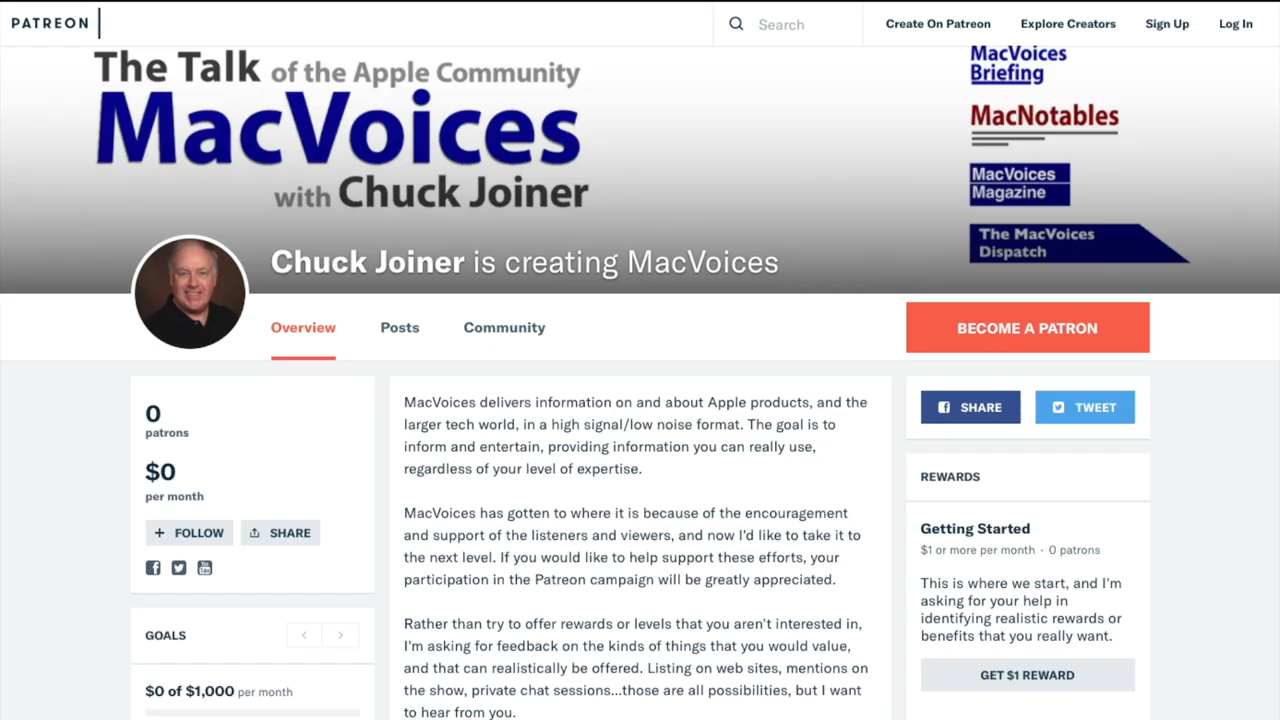 PATREON
Search
Create On Patreon
Explore Creators
Sign Up
Log In
The Talk of the Apple Community
MacVoices
with Chuck Joiner
MacVoices
Briefing
MacNotables
MacVoices
Magazine
The MacVoices
Dispatch
Chuck Joiner is creating MacVoices
Overview
Posts
Community
BECOME A PATRON
0
patrons
$0
per month
+ FOLLOW
SHARE
GOALS
$0 of $1,000 per month
MacVoices delivers information on and about Apple products, and the
larger tech world, in a high signal/low noise format. The goal is to
inform and entertain, providing information you can really use,
regardless of your level of expertise.
MacVoices has gotten to where it is because of the encouragement
and support of the listeners and viewers, and now I'd like to take it to
the next level. If you would like to help support these efforts, your
participation in the Patreon campaign will be greatly appreciated.
Rather than try to offer rewards or levels that you aren't interested in,
I'm asking for feedback on the kinds of things that you would value,
and that can realistically be offered. Listing on web sites, mentions on
the show, private chat sessions...those are all possibilities, but I want
to hear from you.
SHARE
TWEET
REWARDS
Getting Started
$1 or more per month · 0 patrons
This is where we start, and I'm
asking for your help in
identifying realistic rewards or
benefits that you really want.
GET $1 REWARD